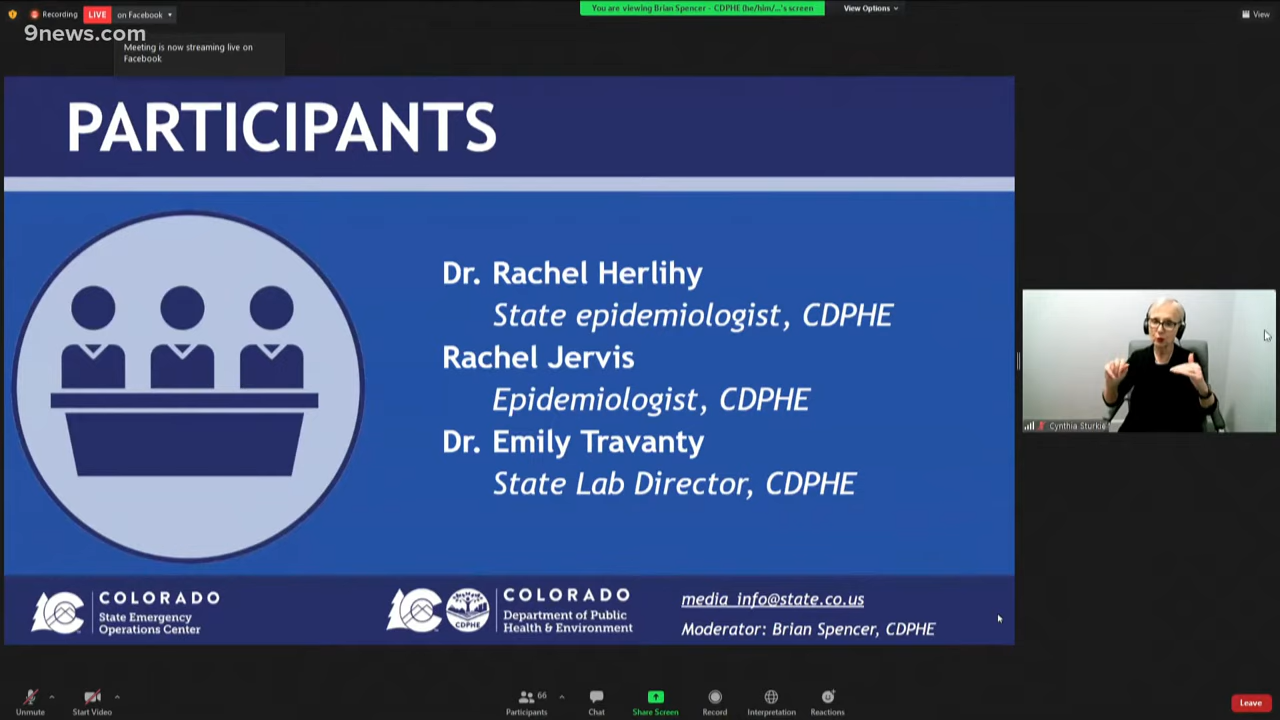 Recording
LIVE
on Facebook
You are viewing Brian Spencer - CDPHE (he/him/...'s screen
View Options
View
9news.com
Meeting is now streaming live on
Facebook
PARTICIPANTS
Dr. Rachel Herlihy
State epidemiologist, CDPHE
Rachel Jervis
Epidemiologist, CDPHE
Dr. Emily Travanty
State Lab Director, CDPHE
Cynthia Sturkie
COLORADO
State Emergency
Operations Center
CDPHE
COLORADO
Department of Public
Health & Environment
media_info@state.co.us
Moderator: Brian Spencer, CDPHE
Unmute
Start Video
66
Participants
Chat
Share Screen
Record
Interpretation
Reactions
Leave